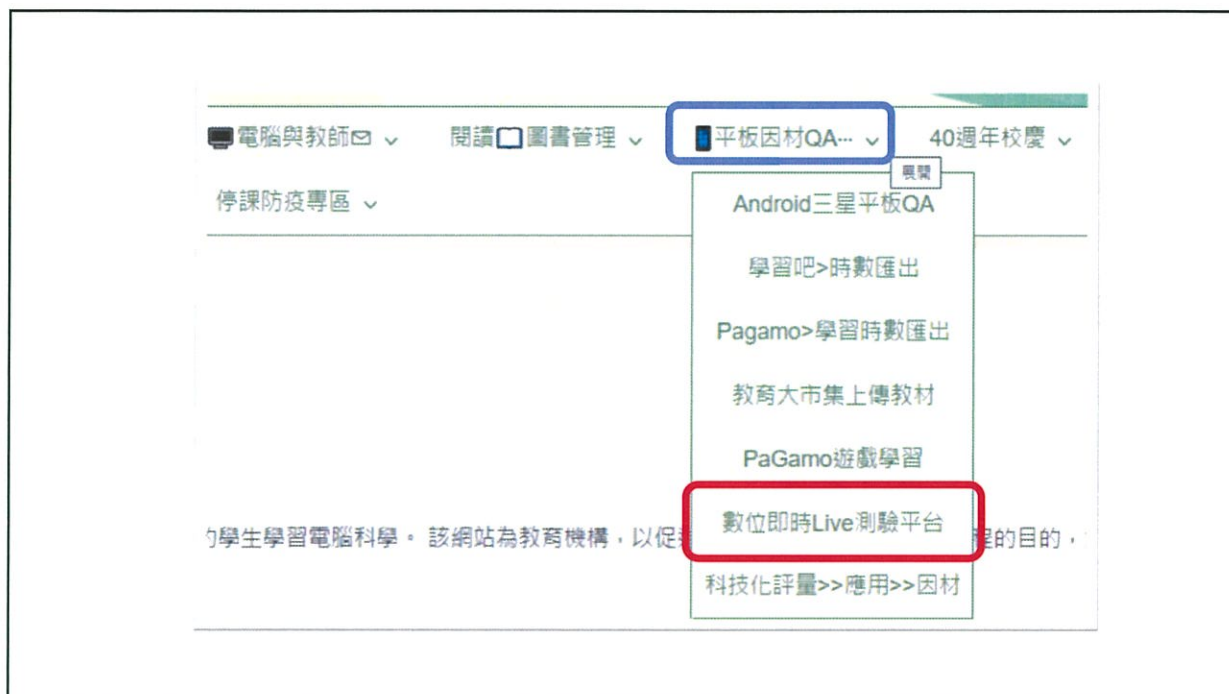 電腦與教師 閱讀 圖書管理 平板因材QA... 40週年校慶
展開
停課防疫專區
Android三星平板QA
學習吧>時數匯出
Pagamo>學習時數匯出
教育大市集上傳教材
PaGamo遊戲學習
數位即時Live測驗平台
的學生學習電腦科學。 該網站為教育機構，以促 程的目的，
科技化評量>>應用>>因材